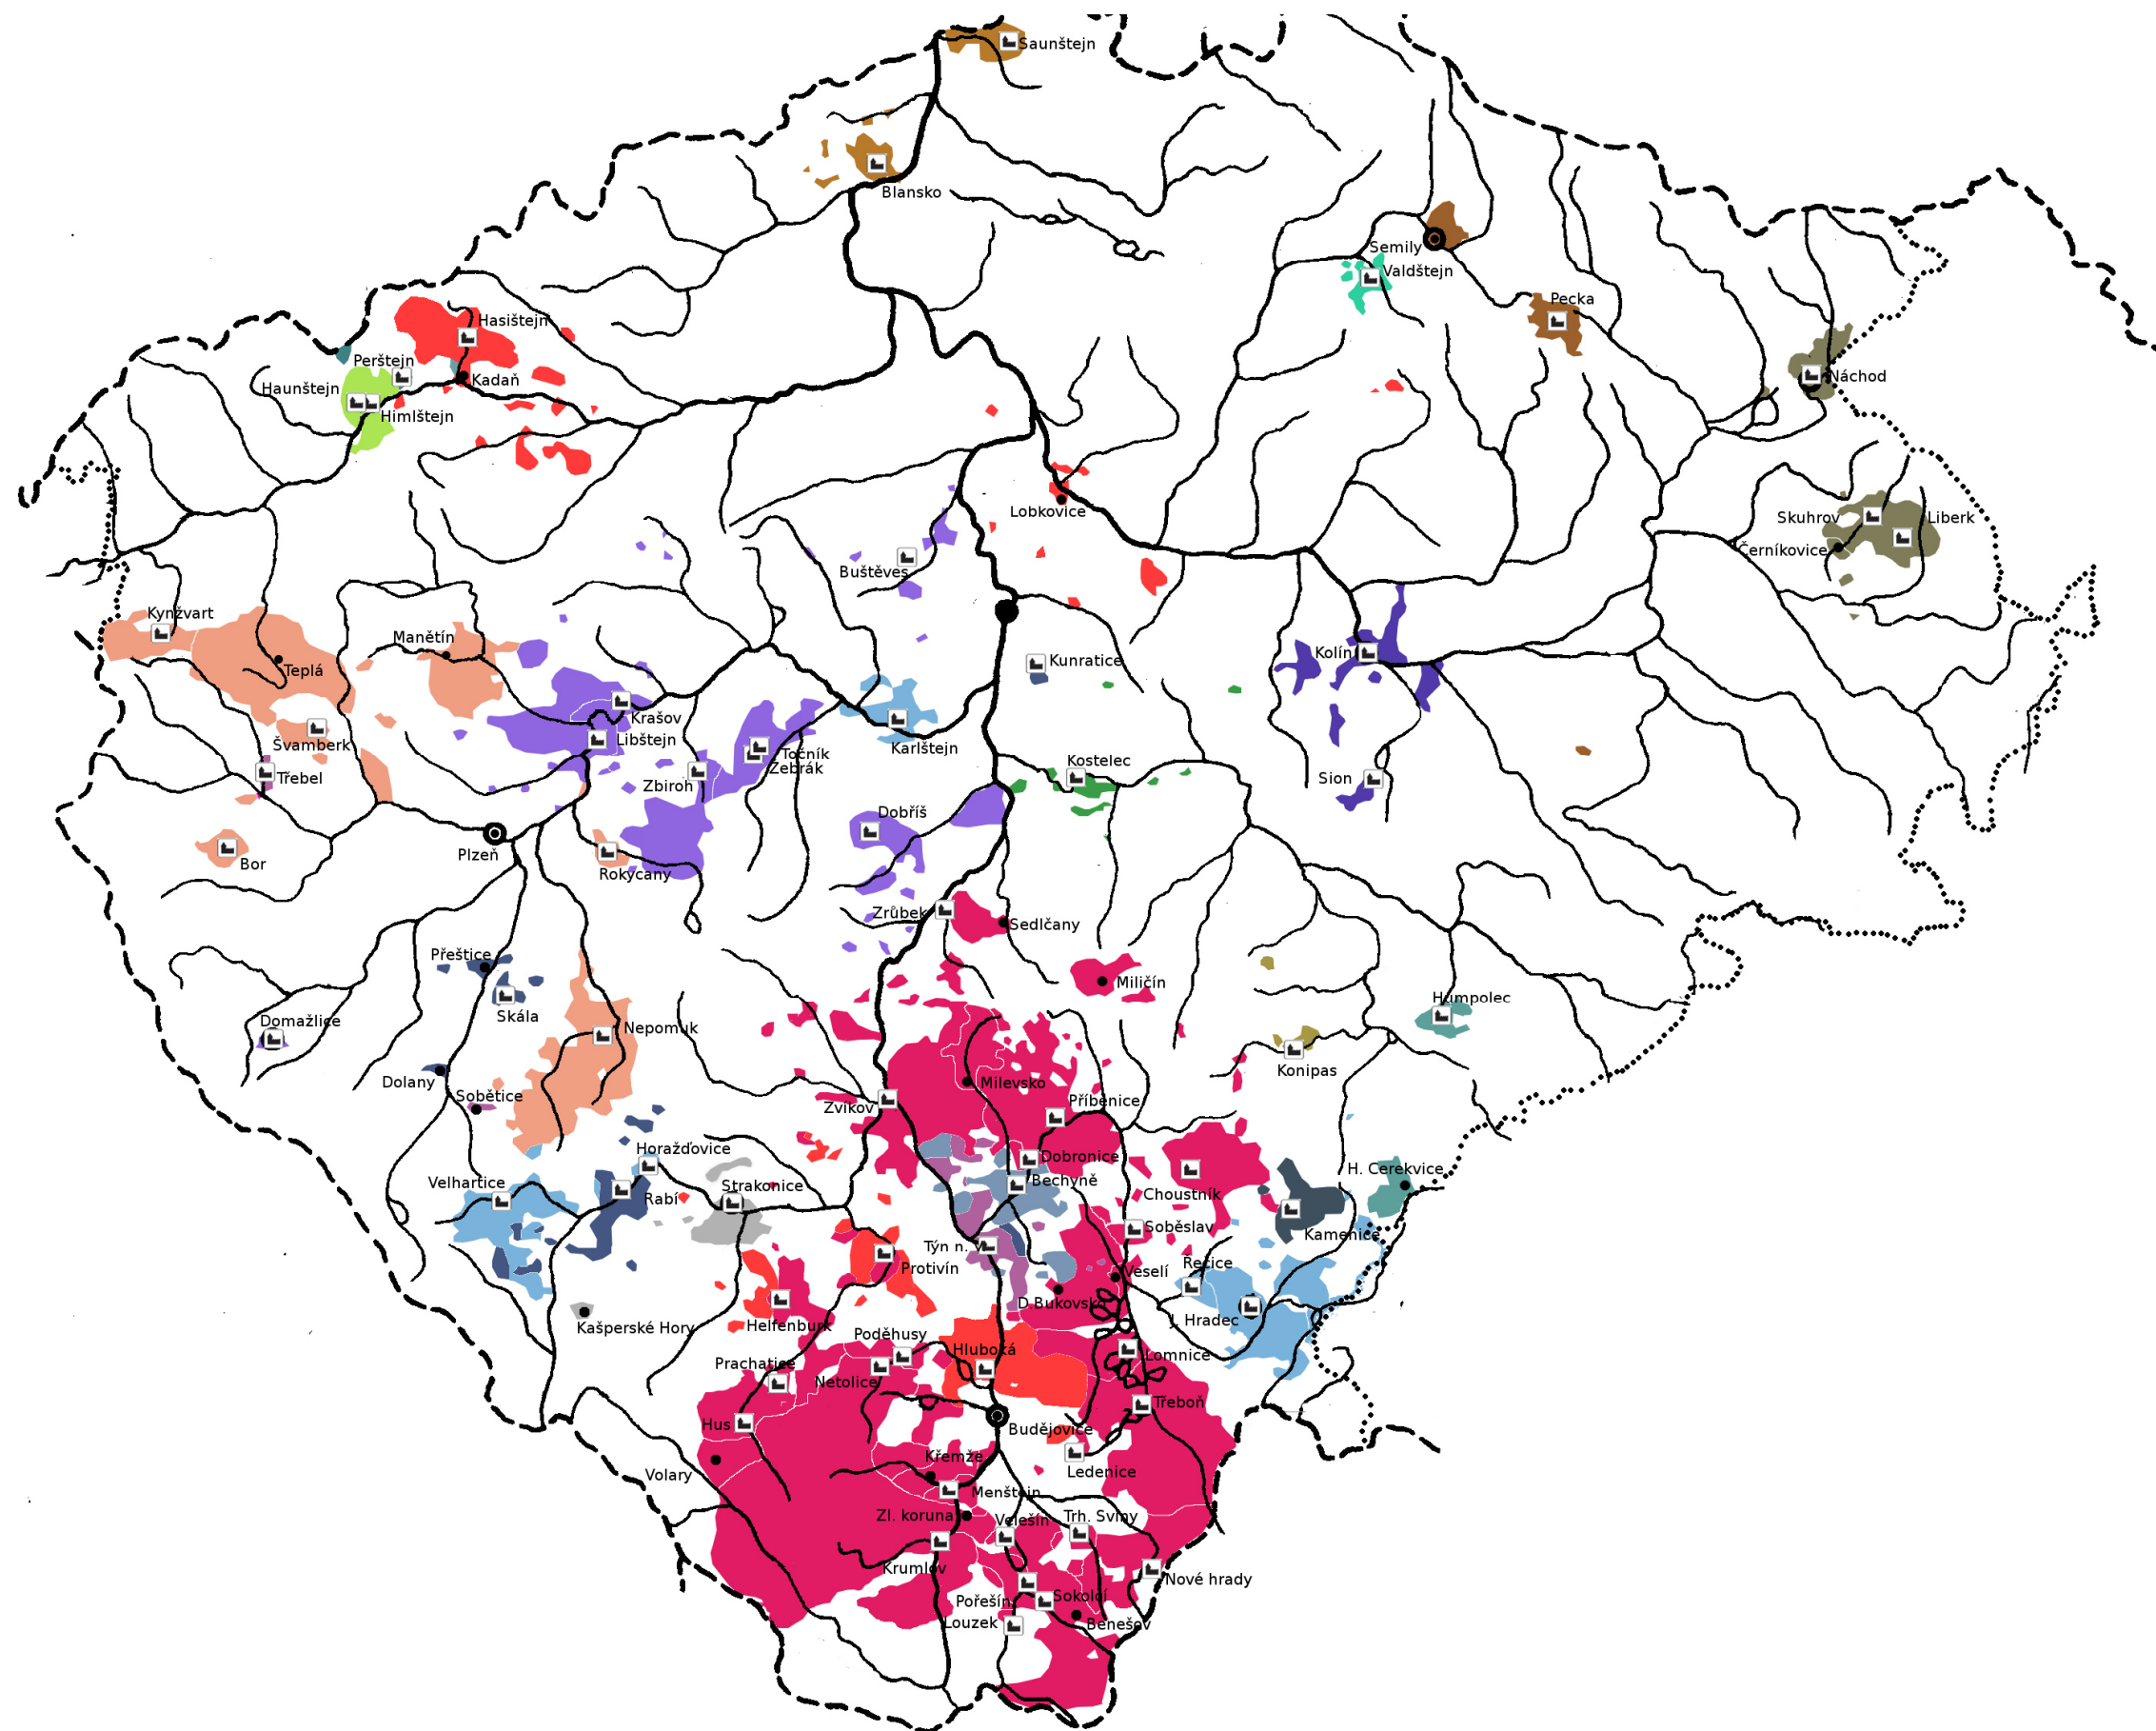 Saunštejn
Blansko
Semily
Valdštejn
Pecka
Hasištejn
Perštejn
Kadaň
Haunštejn
Himlštejn
Náchod
Lobkovice
Skuhrov
Liberk
Černíkovice
Buštěves
Kynžvart
Manětín
Teplá
Kunratice
Kolín
Krašov
Libštejn
Švamberk
Karlštejn
Točník
Žebrák
Třebel
Zbiroh
Kostelec
Sion
Dobříš
Plzeň
Bor
Rokycany
Zrůbek
Sedlčany
Přeštice
Miličín
Skála
Humpolec
Domažlice
Nepomuk
Konipas
Dolany
Milevsko
Sobětice
Zvíkov
Příbenice
Horažďovice
Dobronice
H. Cerekvice
Velhartice
Rabí
Strakonice
Bechyně
Choustník
Soběslav
Kamenice
Týn n. V
Protivín
Řečice
Veselí
D.Bukovsko
Kašperské Hory
Helfenburk
J. Hradec
Poděhusy
Hluboká
Lomnice
Prachatice
Netolice
Třeboň
Hus
Budějovice
Křemže
Ledenice
Volary
Menštejn
Zl. koruna
Velešín
Trh. Sviny
Krumlov
Nové hrady
Pořešín
Sokolčí
Louzek
Benešov